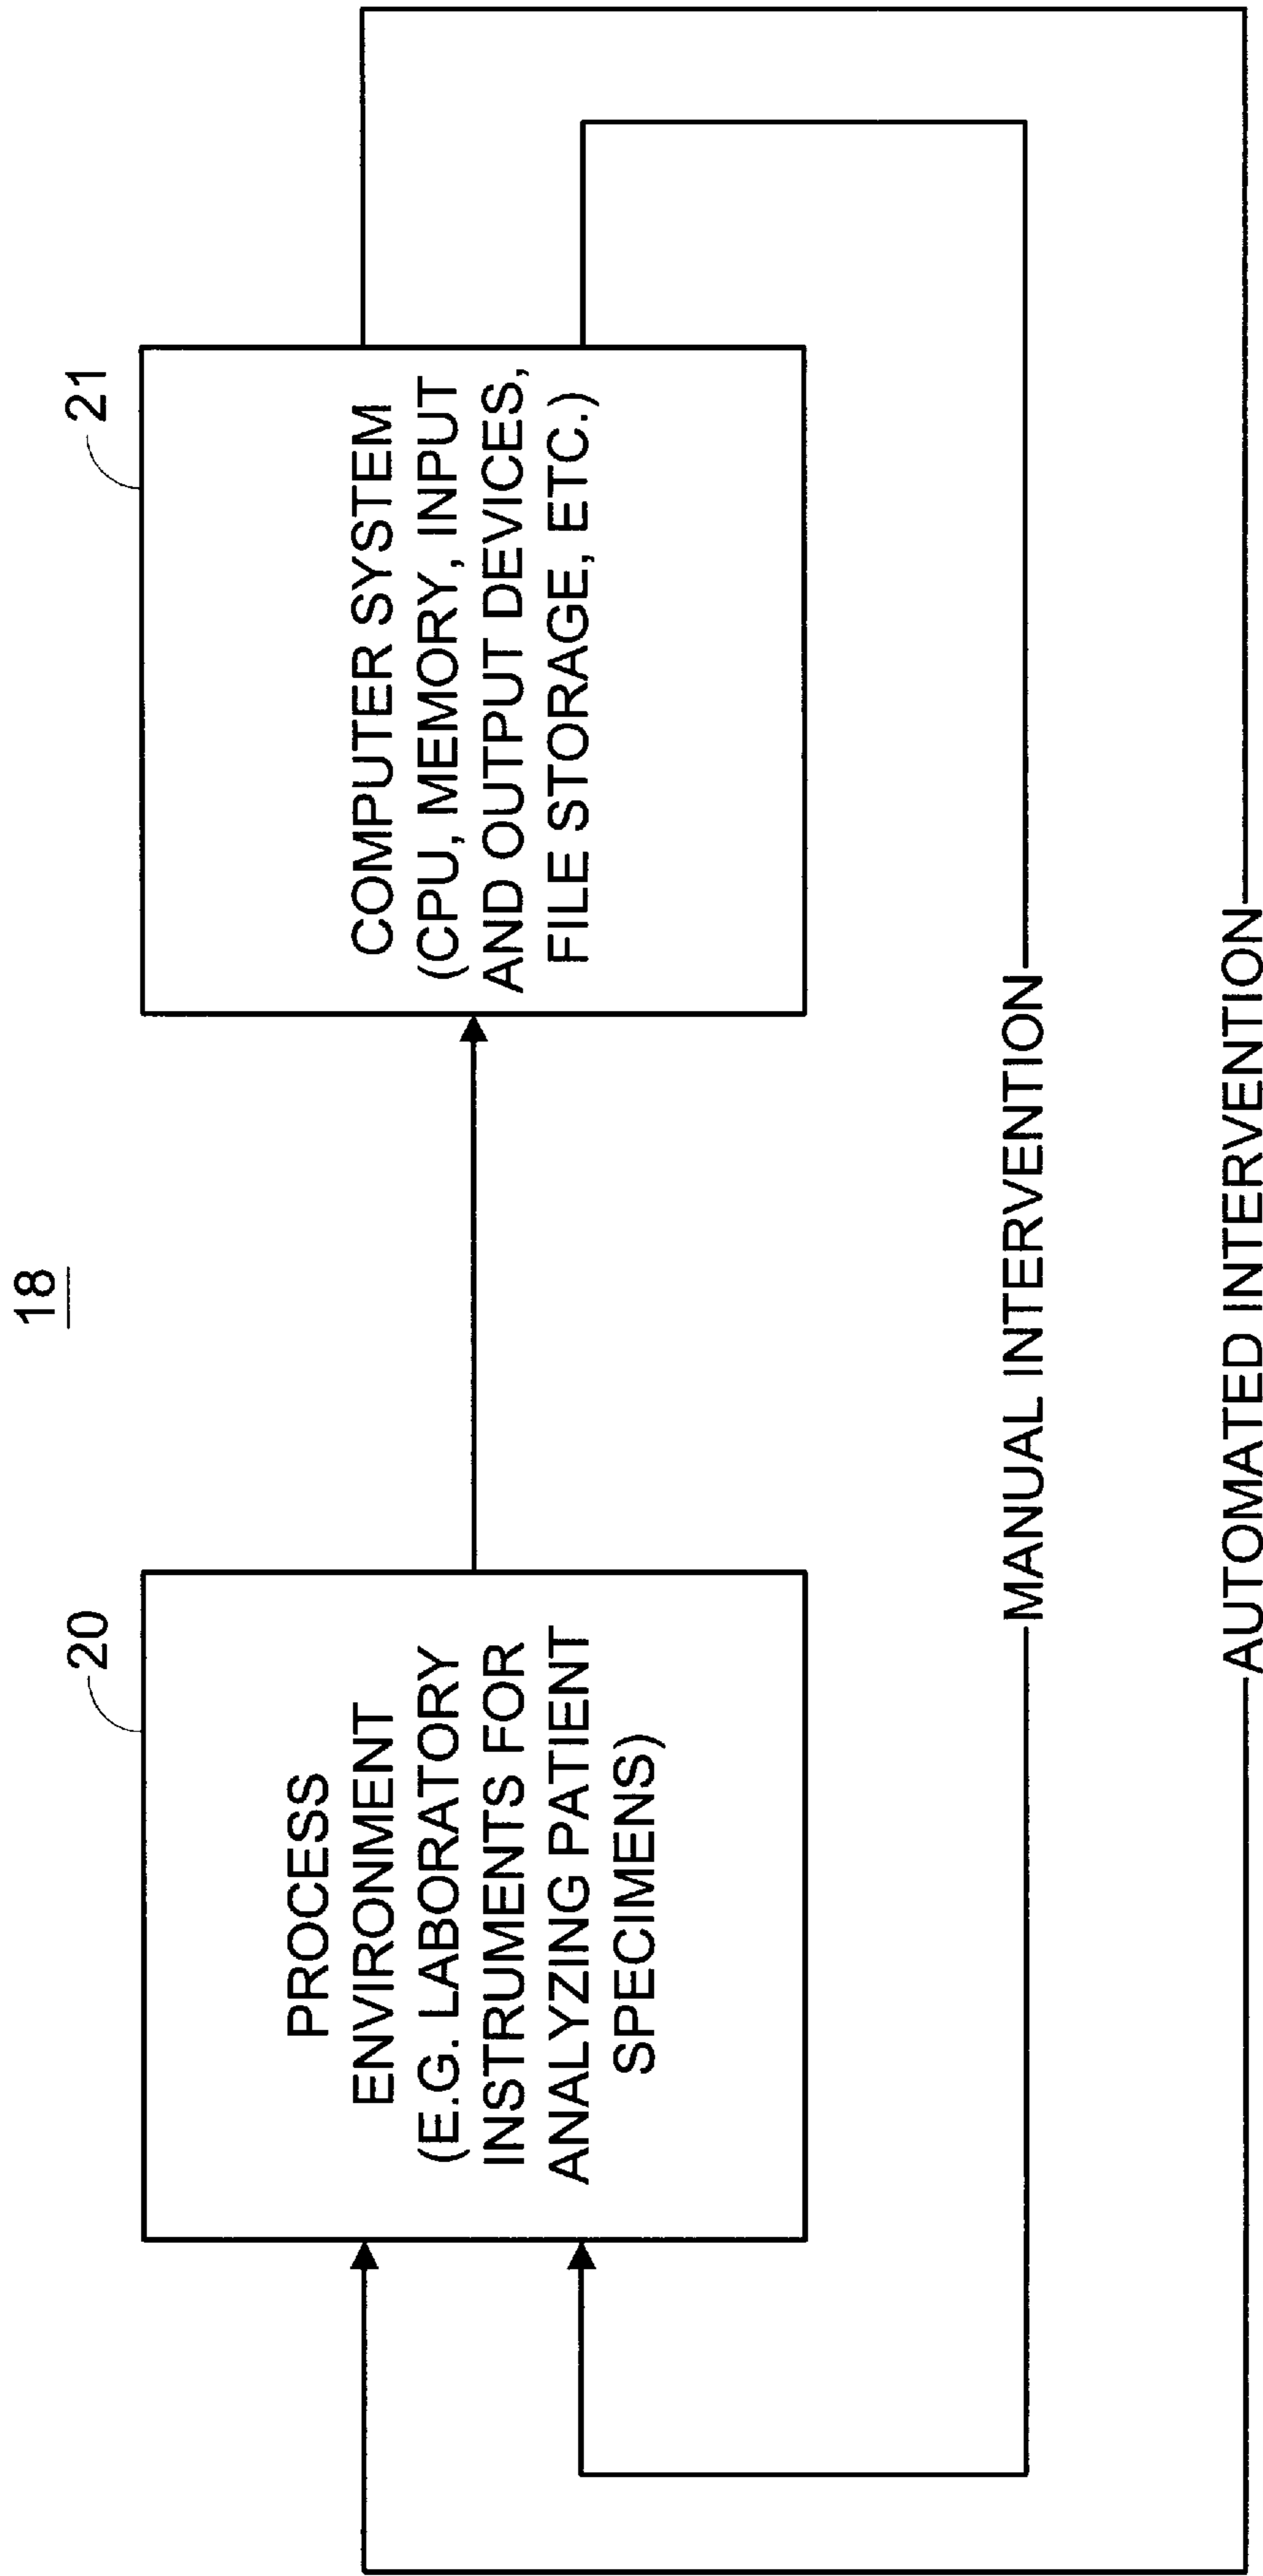 18
20
PROCESS
ENVIRONMENT
(E.G. LABORATORY
INSTRUMENTS FOR
ANALYZING PATIENT
SPECIMENS)
21
COMPUTER SYSTEM
(CPU, MEMORY, INPUT
AND OUTPUT DEVICES,
FILE STORAGE, ETC.)
MANUAL INTERVENTION
AUTOMATED INTERVENTION